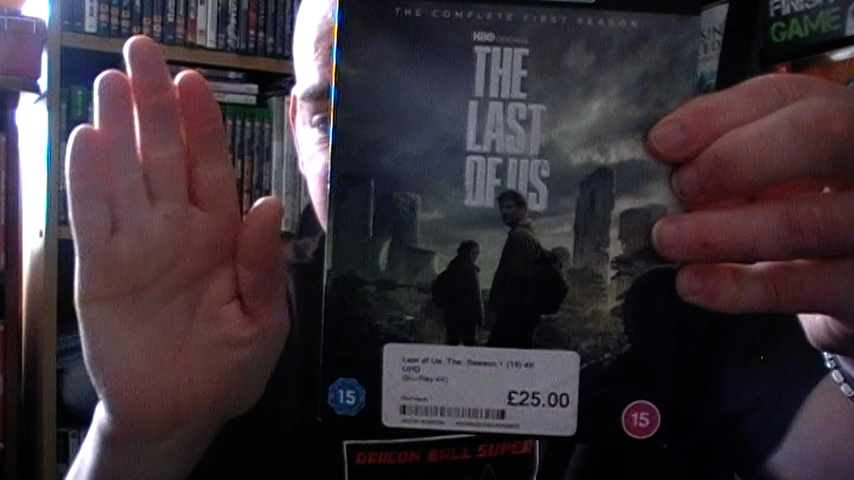 THE COMPLETE FIRST SEASON
HBO ORIGINAL
THE
LAST
OF US
Last of Us, The: Season 1 (15) 4K
UHD
(Blu-Ray 4K)
£25.00
15
15
DRAGON BALL SUPER
GAME